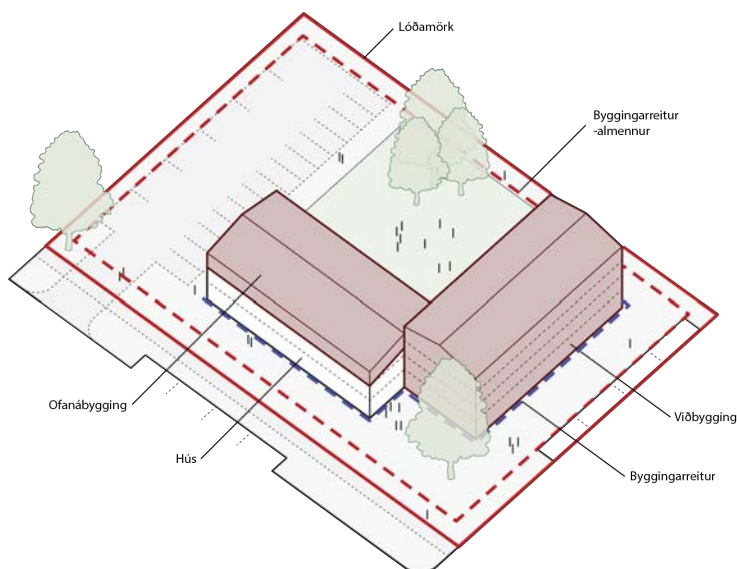 Lóðamörk
Byggingarreitur
-almennur
Ofanábygging
Hús
Viðbygging
Byggingarreitur